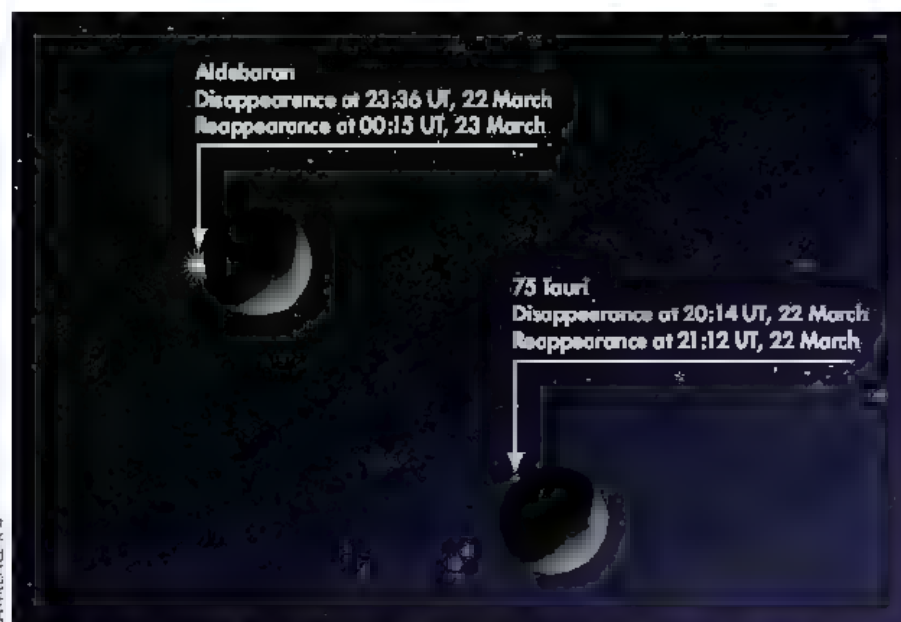 Aldebaran
Disappearance at 23:36 UT, 22 March
Reappearance at 00:15 UT, 23 March
75 Tauri
Disappearance at 20:14 UT, 22 March
Reappearance at 21:12 UT, 22 March